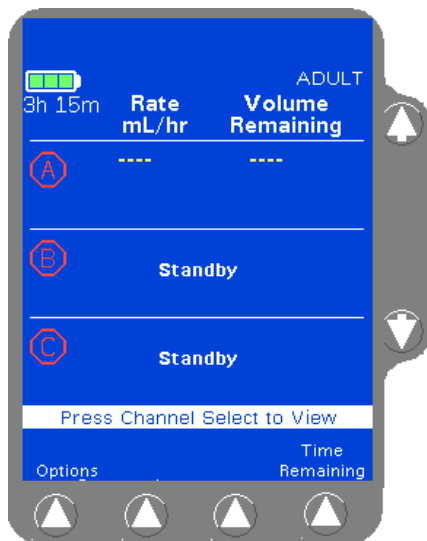 ADULT
3h 15m Rate Volume
mL/hr Remaining
A ---- ----
B Standby
C Standby
Press Channel Select to View
Time
Options Remaining